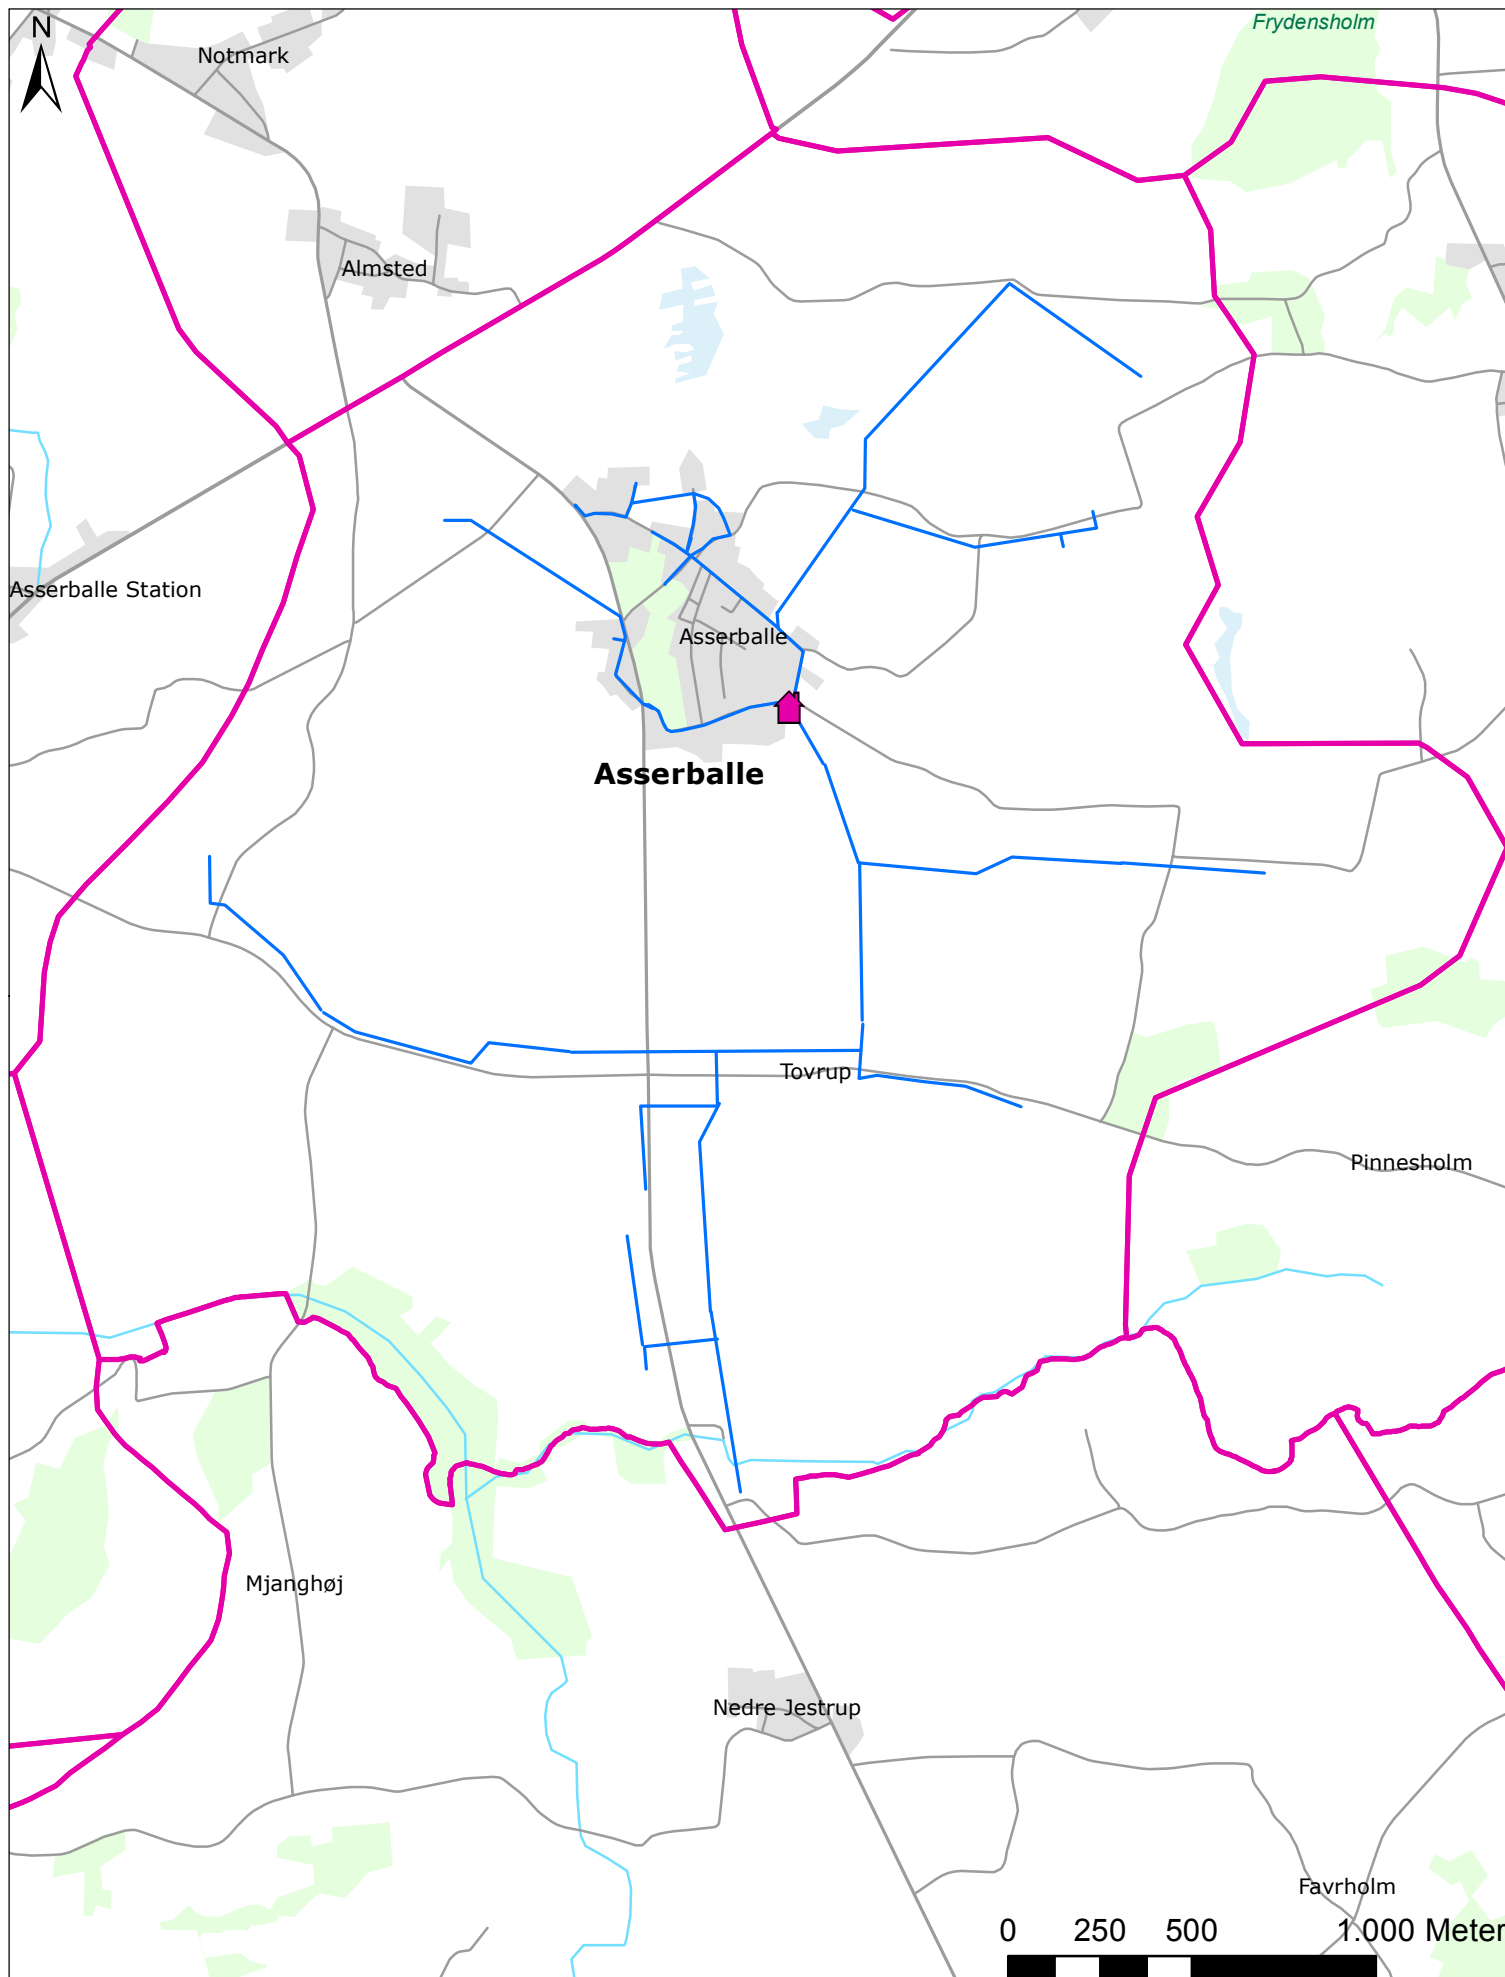 Frydensholm
N
Notmark
Almsted
Asserballe Station
Asserballe
Asserballe
Tovrup
Pinnesholm
Mjanghøj
Nedre Jestrup
Favrholm
0 250 500 1.000 Meter